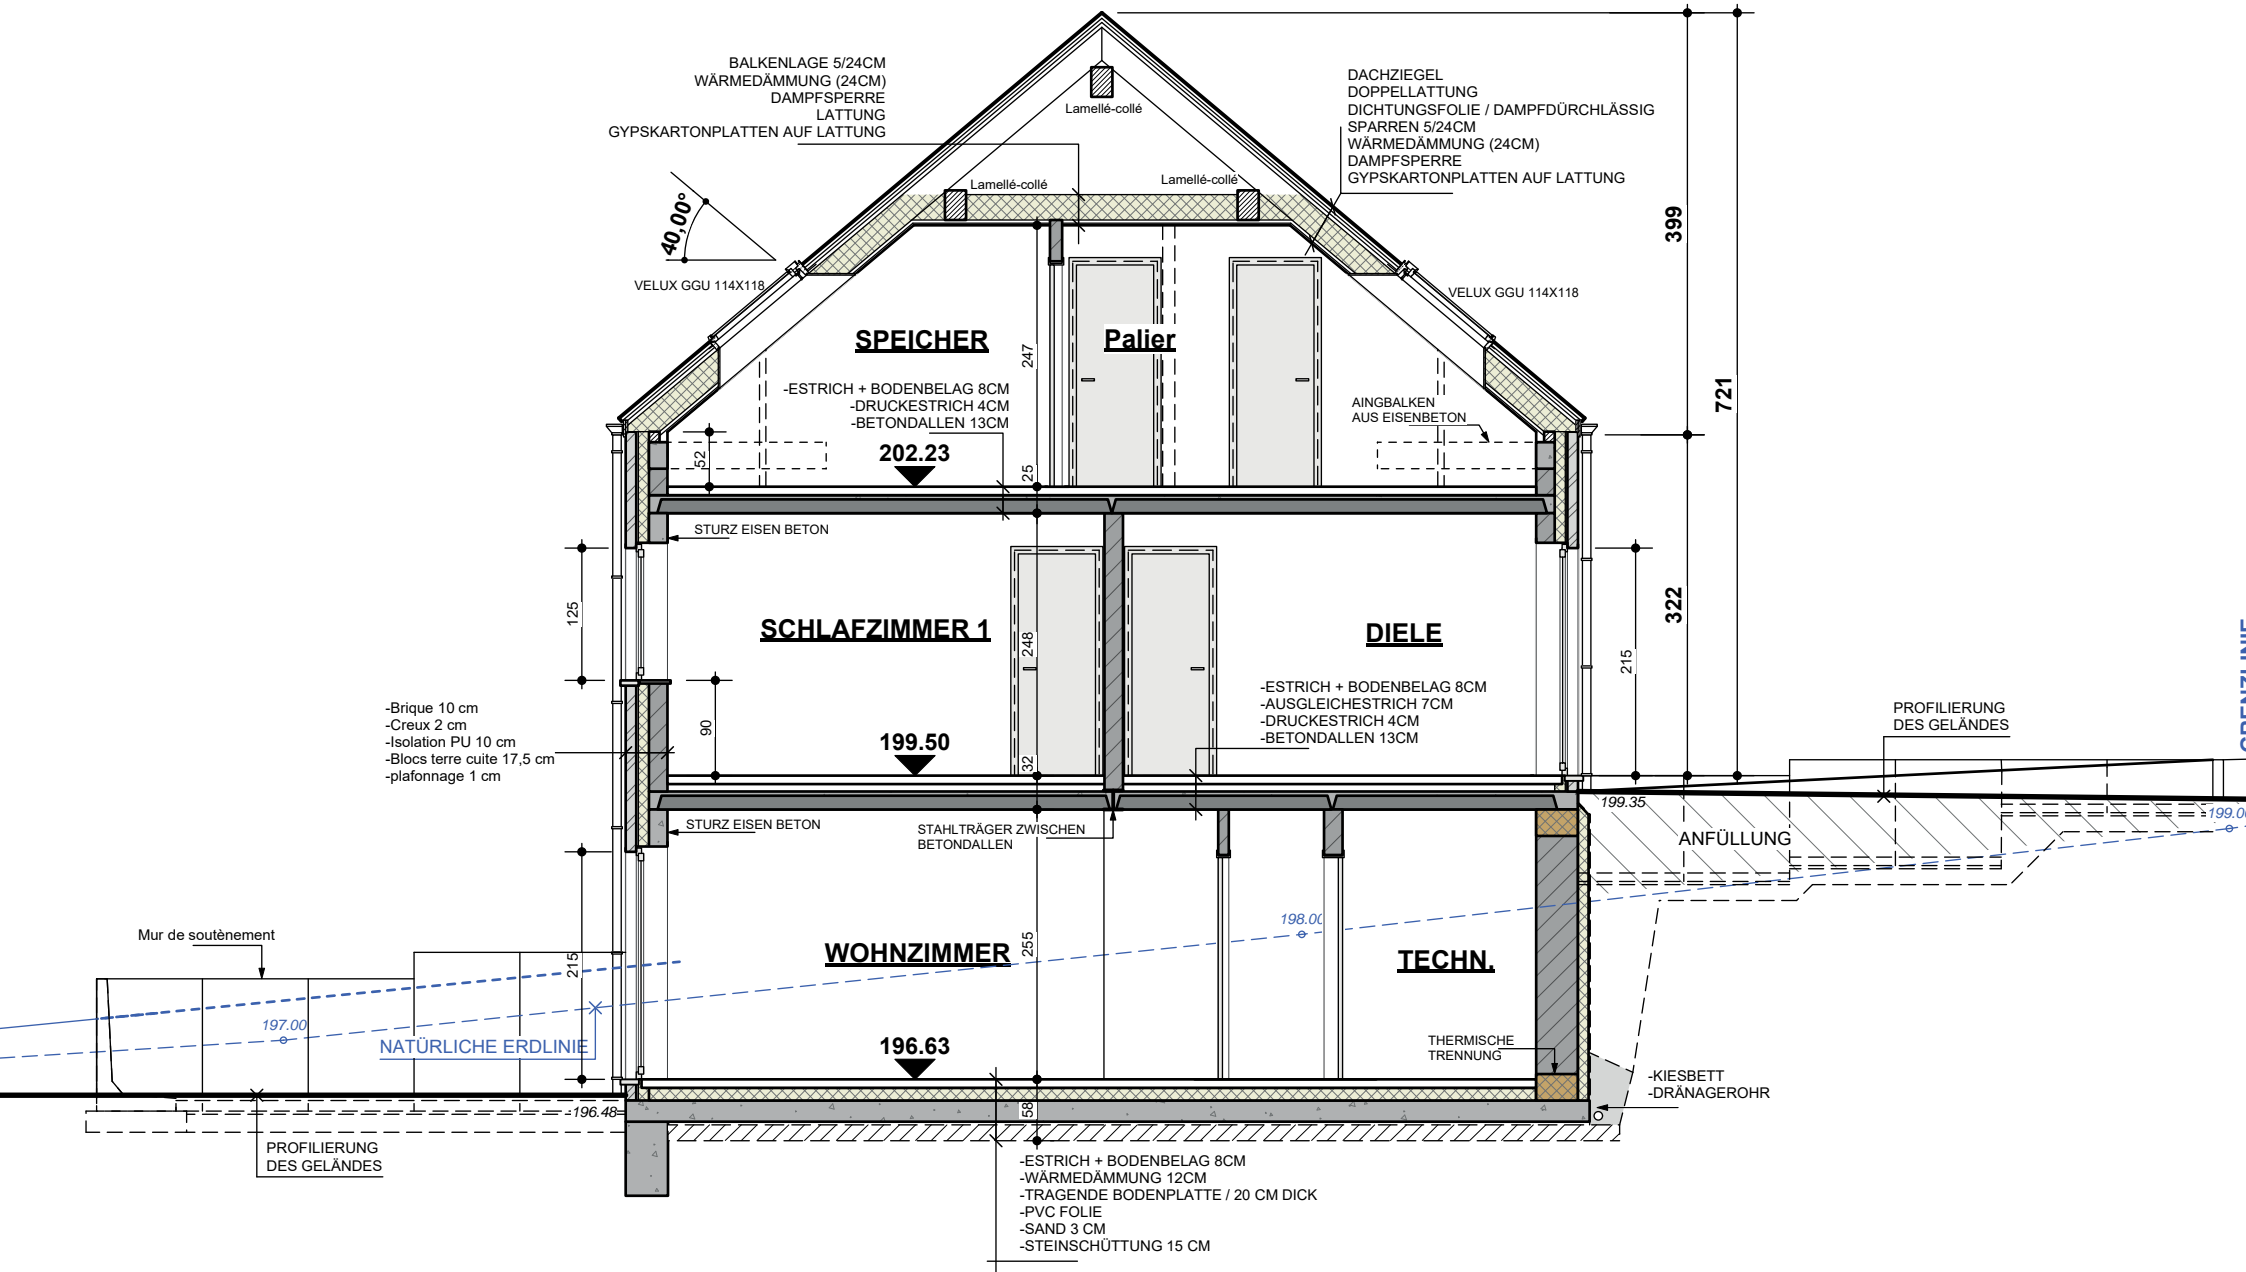 BALKENLAGE 5/24CM
WÄRMEDÄMMUNG (24CM)
DAMPFSPERRE
LATTUNG
GYPSKARTONPLATTEN AUF LATTUNG
Lamellé-collé
DACHZIEGEL
DOPPELLATTUNG
DICHTUNGSFOLIE / DAMPFDÜRCHLÄSSIG
SPARREN 5/24CM
WÄRMEDÄMMUNG (24CM)
DAMPFSPERRE
GYPSKARTONPLATTEN AUF LATTUNG
Lamellé-collé
Lamellé-collé
40,00°
399
721
322
VELUX GGU 114X118
VELUX GGU 114X118
SPEICHER
Palier
247
-ESTRICH + BODENBELAG 8CM
-DRUCKESTRICH 4CM
-BETONDALLEN 13CM
AINGBALKEN
AUS EISENBETON
202.23
52
25
STURZ EISEN BETON
125
SCHLAFZIMMER 1
248
DIELE
215
GRENZLINIE
-Brique 10 cm
-Creux 2 cm
-Isolation PU 10 cm
-Blocs terre cuite 17,5 cm
-plafonnage 1 cm
90
199.50
32
-ESTRICH + BODENBELAG 8CM
-AUSGLEICHESTRICH 7CM
-DRUCKESTRICH 4CM
-BETONDALLEN 13CM
PROFILIERUNG
DES GELÄNDES
199.35
199.00
ANFÜLLUNG
STURZ EISEN BETON
STAHLTRÄGER ZWISCHEN
BETONDALLEN
198.00
Mur de soutènement
215
WOHNZIMMER
255
TECHN.
197.00
NATÜRLICHE ERDLINIE
196.63
THERMISCHE
TRENNUNG
-KIESBETT
-DRÄNAGEROHR
196.48
58
PROFILIERUNG
DES GELÄNDES
-ESTRICH + BODENBELAG 8CM
-WÄRMEDÄMMUNG 12CM
-TRAGENDE BODENPLATTE / 20 CM DICK
-PVC FOLIE
-SAND 3 CM
-STEINSCHÜTTUNG 15 CM